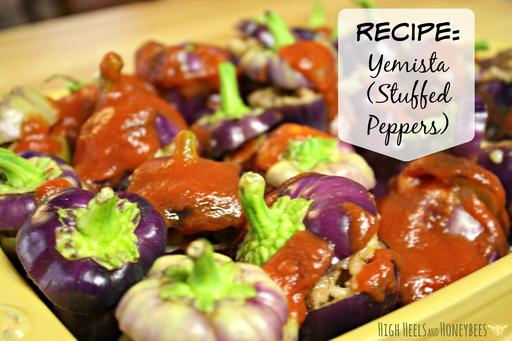 RECIPE:
Yemista
(Stuffed
Peppers)
HIGH HEELS AND HONEYBEES